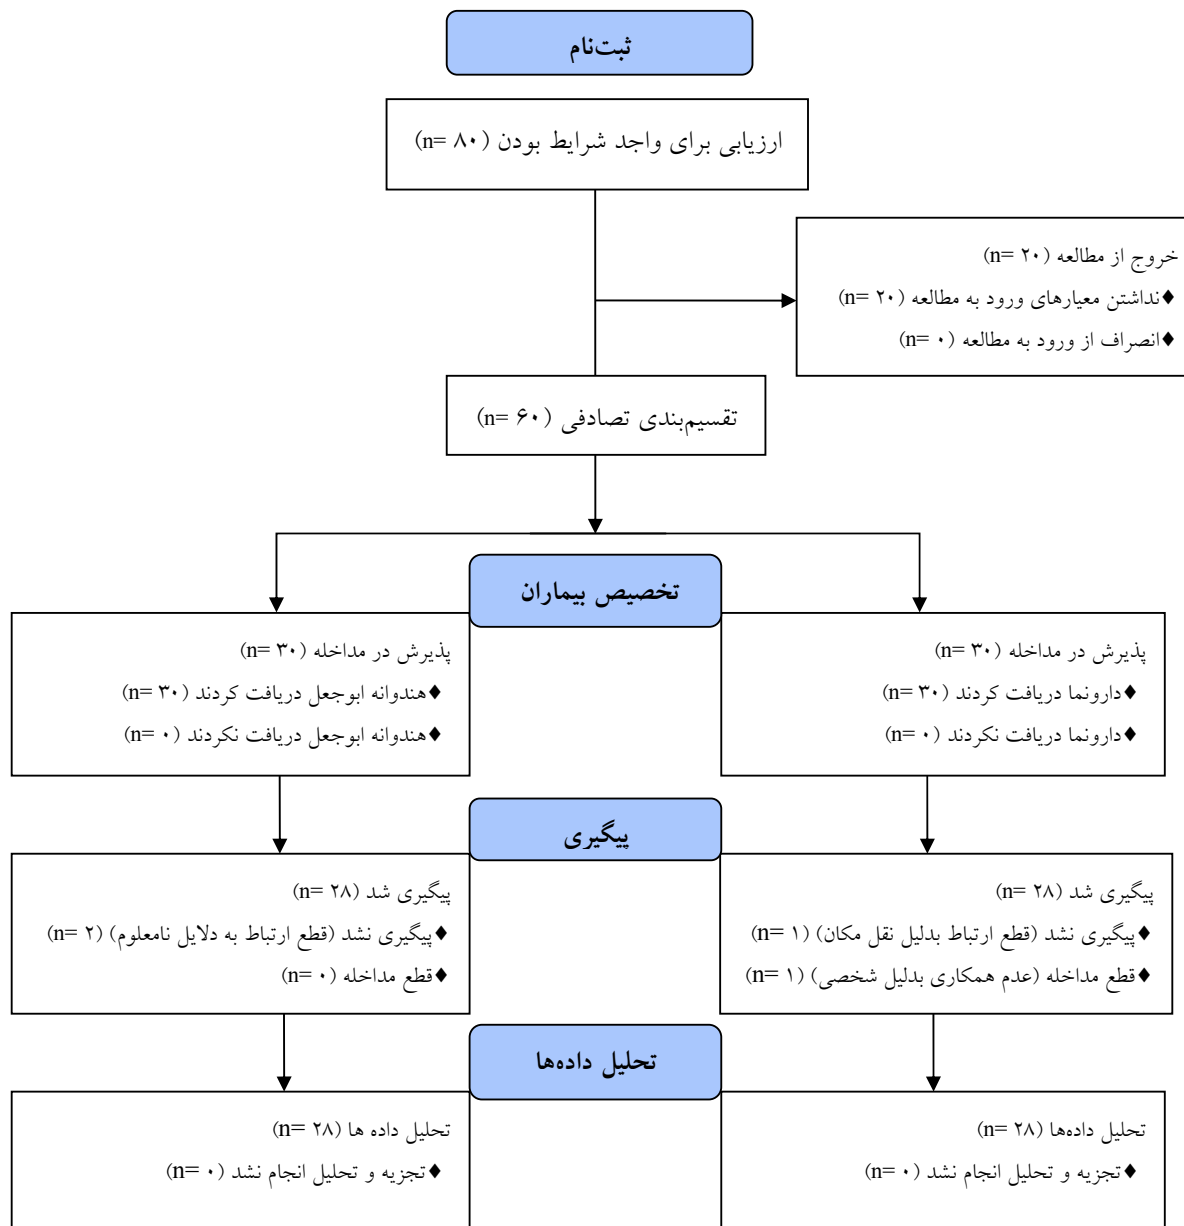 ثبت‌نام
ارزیابی برای واجد شرایط بودن (n= ۸۰)
خروج از مطالعه (n= ۲۰)
♦نداشتن معیارهای ورود به مطالعه (n= ۲۰)
♦انصراف از ورود به مطالعه (n= ۰)
تقسیم‌بندی تصادفی (n= ۶۰)
تخصیص بیماران
پذیرش در مداخله (n= ۳۰)
♦دارونما دریافت کردند (n= ۳۰)
♦دارونما دریافت نکردند (n= ۰)
پذیرش در مداخله (n= ۳۰)
♦هندوانه ابوجعل دریافت کردند (n= ۳۰)
♦هندوانه ابوجعل دریافت نکردند (n= ۰)
پیگیری
پیگیری شد (n= ۲۸)
♦پیگیری نشد (قطع ارتباط بدلیل نقل مکان) (n= ۱)
♦قطع مداخله (عدم همکاری بدلیل شخصی) (n= ۱)
پیگیری شد (n= ۲۸)
♦پیگیری نشد (قطع ارتباط به دلایل نامعلوم) (n= ۲)
♦قطع مداخله (n= ۰)
تحلیل داده‌ها
تحلیل داده‌ها (n= ۲۸)
♦تجزیه و تحلیل انجام نشد (n= ۰)
تحلیل داده ها (n= ۲۸)
♦تجزیه و تحلیل انجام نشد (n= ۰)